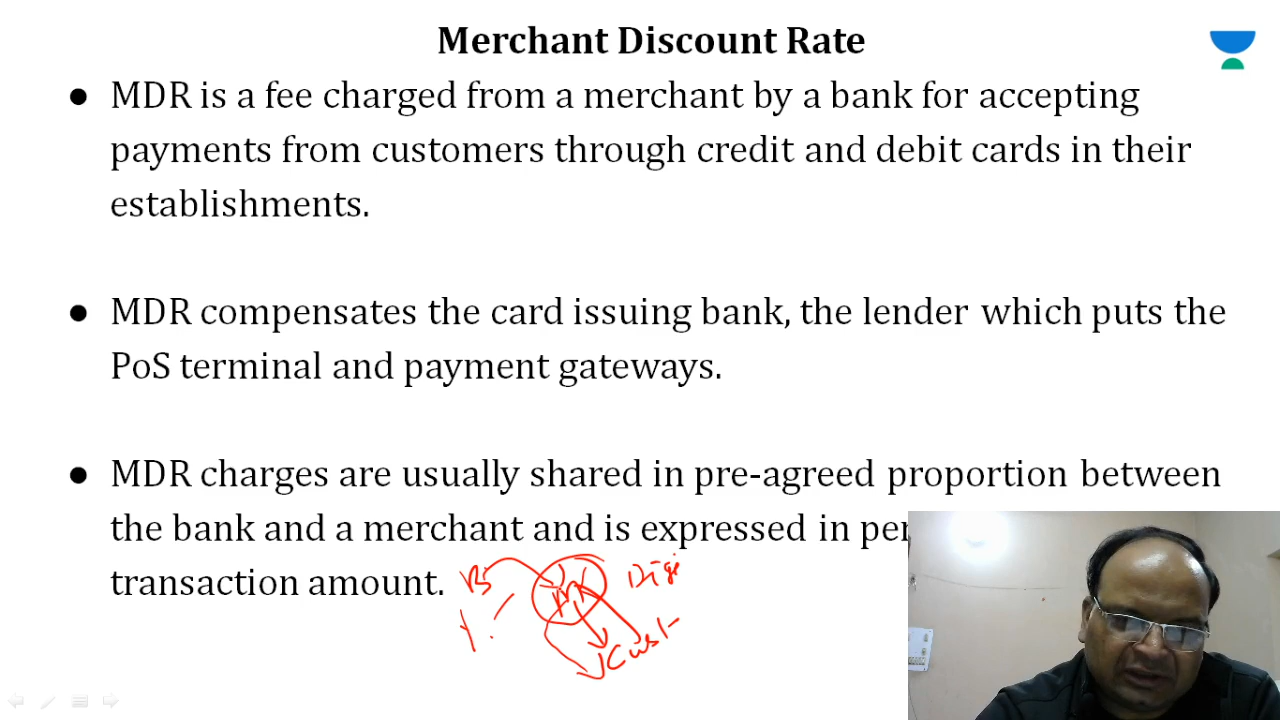 Merchant Discount Rate
● MDR is a fee charged from a merchant by a bank for accepting
payments from customers through credit and debit cards in their
establishments.
● MDR compensates the card issuing bank, the lender which puts the
PoS terminal and payment gateways.
● MDR charges are usually shared in pre-agreed proportion between
the bank and a merchant and is expressed in per
transaction amount.
B
M
Digi
Cust